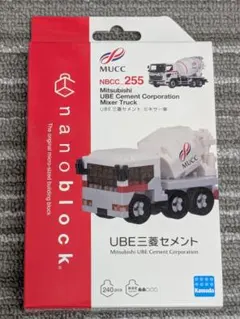 MUCC
NBCC_255
Mitsubishi
UBE Cement Corporation
Mixer Truck
UBE三菱セメント ミキサー車
nanoblock®
The original micro-sized building block
MUCC
UBE三菱セメント
Mitsubishi UBE Cement Corporation
240 pcs
Kawada